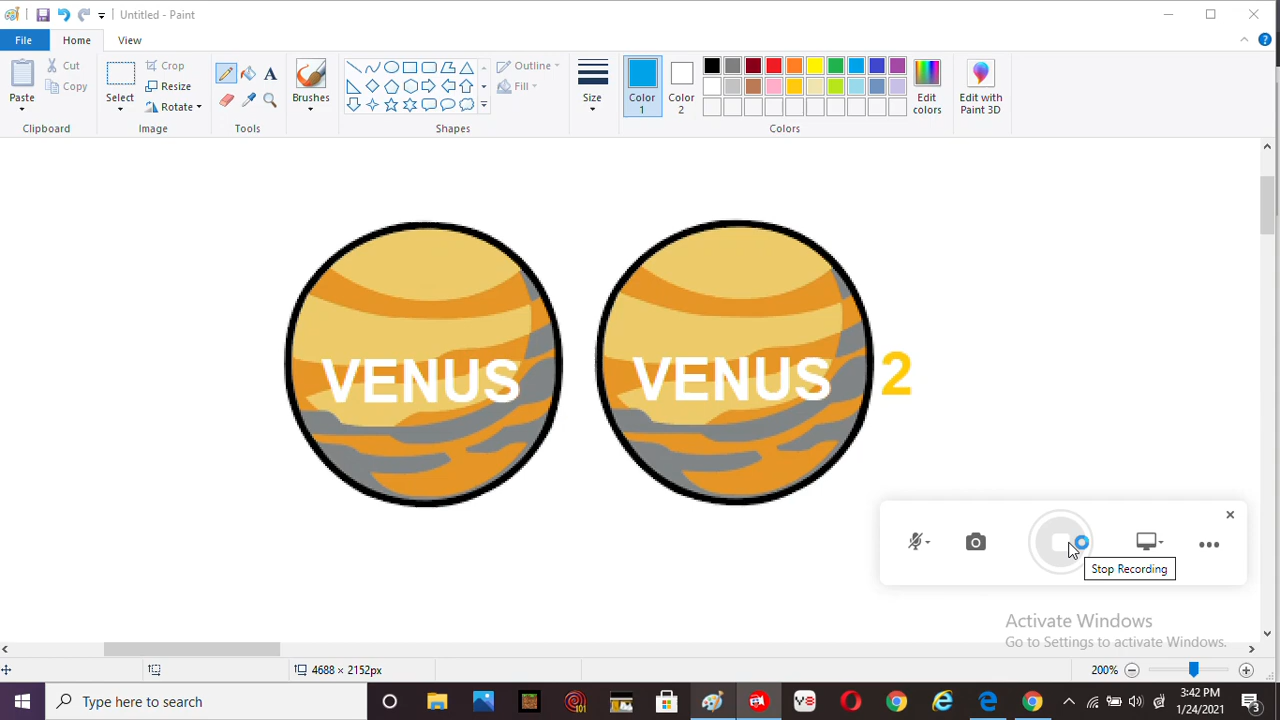 Untitled - Paint
File
Home
View
Paste
Cut
Copy
Clipboard
Select
Crop
Resize
Rotate
Image
A
Tools
Brushes
Outline
Fill
Shapes
Size
Color 1
Color 2
Edit colors
Colors
Edit with Paint 3D
VENUS
VENUS 2
Stop Recording
Activate Windows
Go to Settings to activate Windows.
4688 × 2152px
200%
Type here to search
3:42 PM
1/24/2021
3